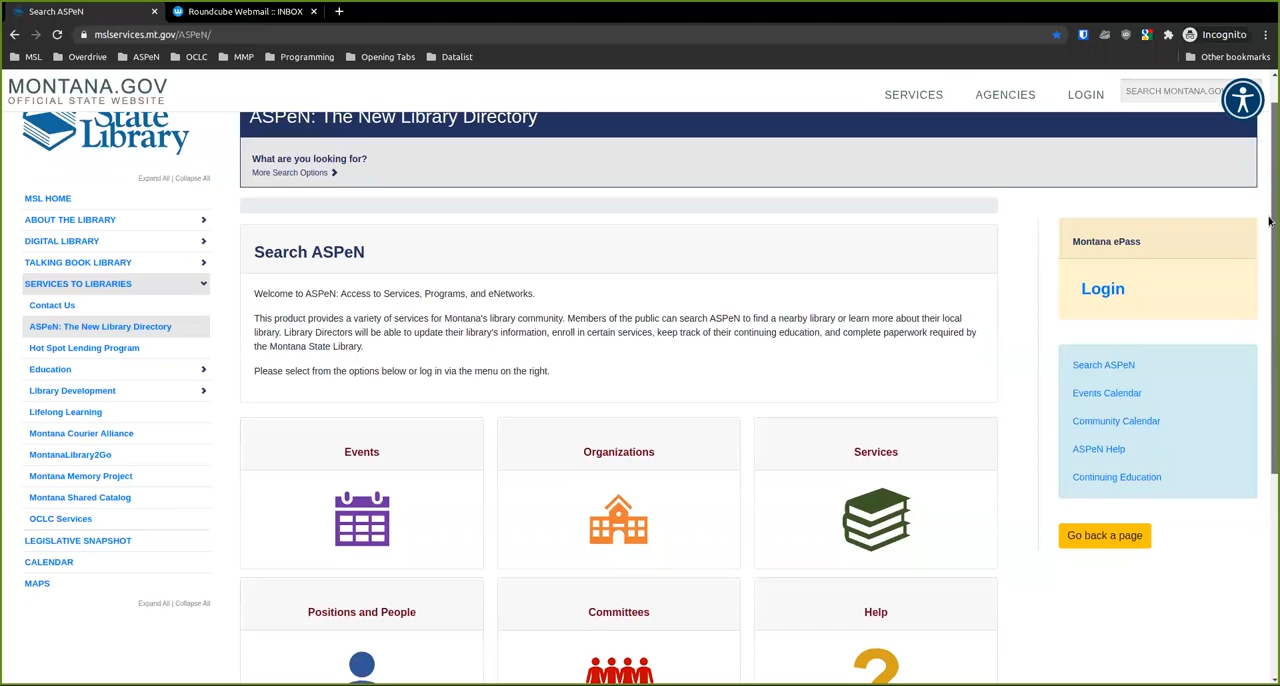 Search ASPeN
Roundcube Webmail :: INBOX
mslservices.mt.gov/ASPeN/
Incognito
MSL
Overdrive
ASPeN
OCLC
MMP
Programming
Opening Tabs
Datalist
Other bookmarks
MONTANA.GOV
OFFICIAL STATE WEBSITE
SERVICES
AGENCIES
LOGIN
SEARCH MONTANA.GO
State
Library
Expand All | Collapse All
MSL HOME
ABOUT THE LIBRARY
DIGITAL LIBRARY
TALKING BOOK LIBRARY
SERVICES TO LIBRARIES
Contact Us
ASPeN: The New Library Directory
Hot Spot Lending Program
Education
Library Development
Lifelong Learning
Montana Courier Alliance
MontanaLibrary2Go
Montana Memory Project
Montana Shared Catalog
OCLC Services
LEGISLATIVE SNAPSHOT
CALENDAR
MAPS
Expand All | Collapse All
ASPeN: The New Library Directory
What are you looking for?
More Search Options
Search ASPeN
Welcome to ASPeN: Access to Services, Programs, and eNetworks.
This product provides a variety of services for Montana's library community. Members of the public can search ASPeN to find a nearby library or learn more about their local
library. Library Directors will be able to update their library's information, enroll in certain services, keep track of their continuing education, and complete paperwork required by
the Montana State Library.
Please select from the options below or log in via the menu on the right.
Events
Organizations
Services
Positions and People
Committees
Help
Montana ePass
Login
Search ASPeN
Events Calendar
Community Calendar
ASPeN Help
Continuing Education
Go back a page